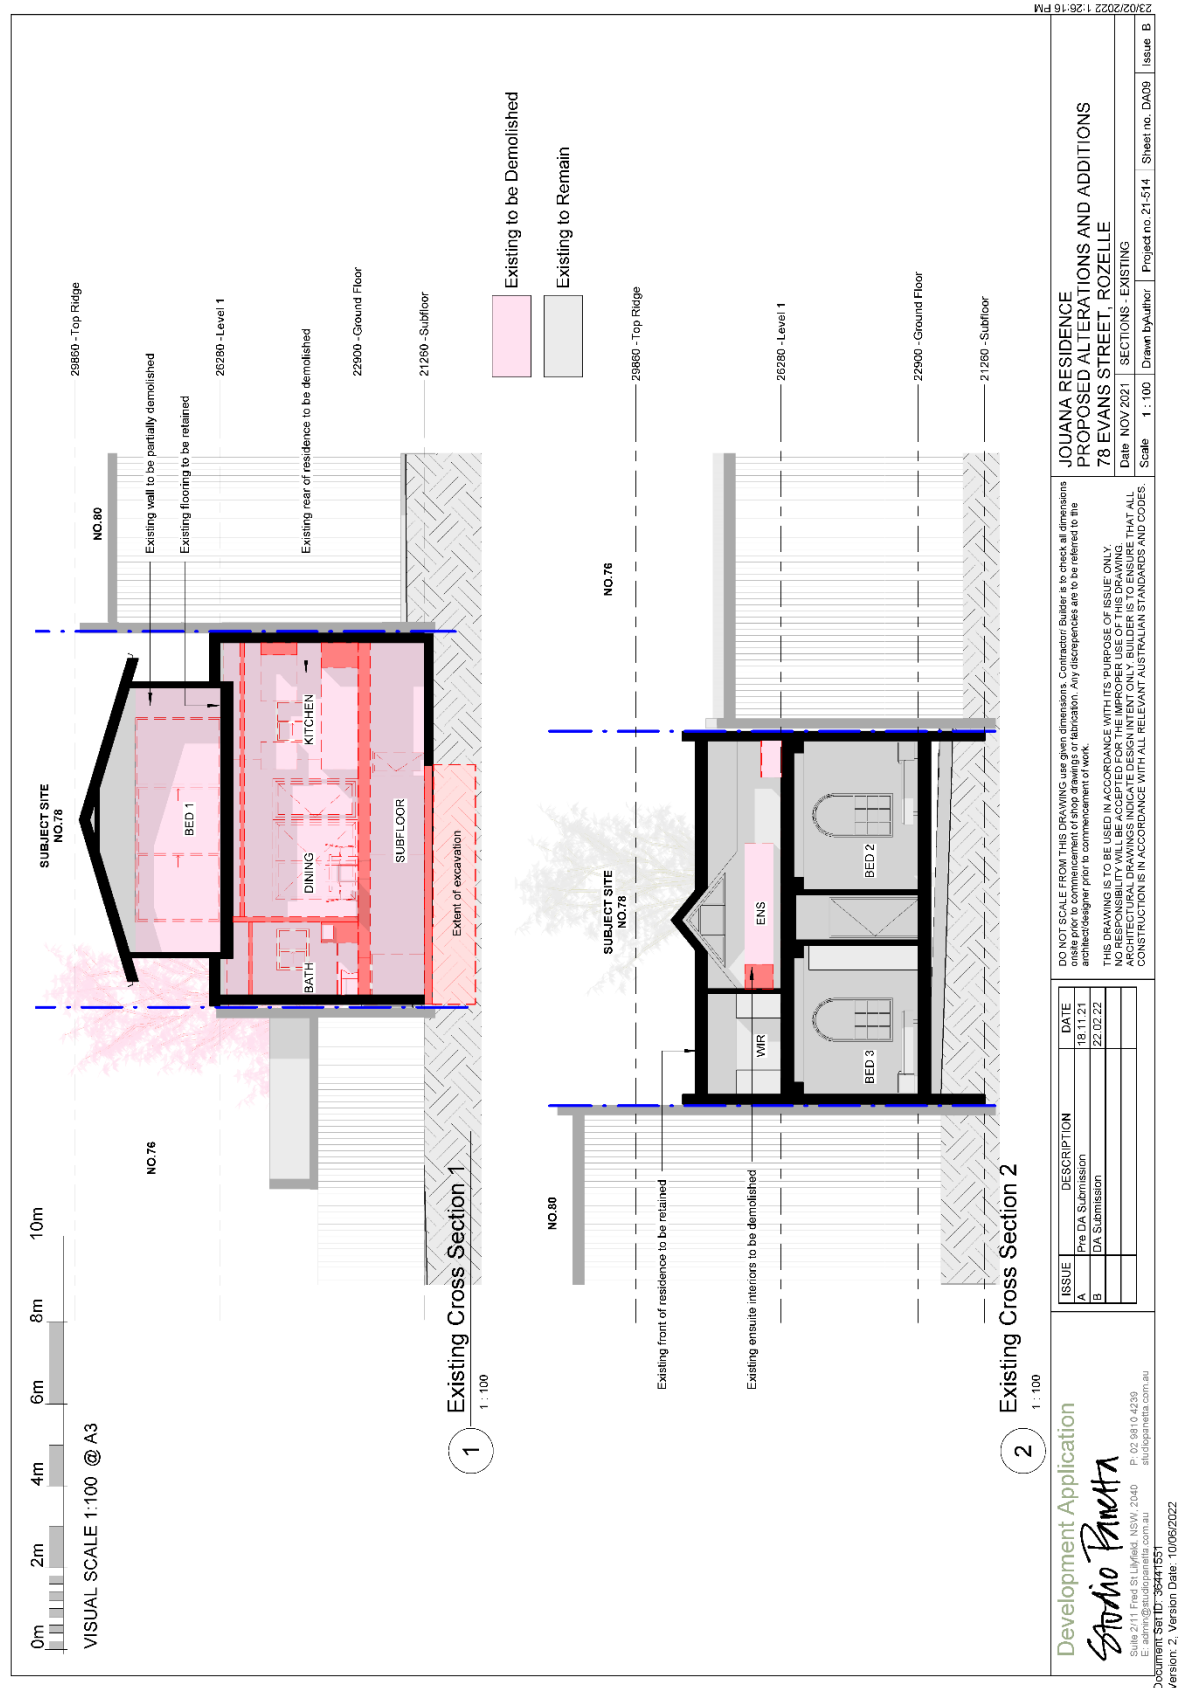 0m 2m 4m 6m 8m 10m
VISUAL SCALE 1:100 @ A3
SUBJECT SITE
NO.78
NO.76
NO.80
29860 - Top Ridge
26280 - Level 1
22900 - Ground Floor
21260 - Subfloor
Existing wall to be partially demolished
Existing flooring to be retained
Existing rear of residence to be demolished
BED 1
BATH
DINING
KITCHEN
SUBFLOOR
Extent of excavation
1
Existing Cross Section 1
1 : 100
Existing to be Demolished
Existing to Remain
NO.80
SUBJECT SITE
NO.78
NO.76
29860 - Top Ridge
26280 - Level 1
22900 - Ground Floor
21260 - Subfloor
Existing front of residence to be retained
Existing ensuite interiors to be demolished
WIR
ENS
BED 3
BED 2
2
Existing Cross Section 2
1 : 100
Development Application
Studio Panetta
Suite 2/11 Fred St Lilyfield, NSW, 2040 P: 02 9810 4239
E: admin@studiopanetta.com.au studiopanetta.com.au
ISSUE DESCRIPTION DATE
A Pre DA Submission 18.11.21
B DA Submission 22.02.22
DO NOT SCALE FROM THIS DRAWING use given dimensions. Contractor/ Builder is to check all dimensions
onsite prior to commencement of shop drawings or fabrication. Any discrepencies are to be referred to the
architect/designer prior to commencement of work.
THIS DRAWING IS TO BE USED IN ACCORDANCE WITH ITS 'PURPOSE OF ISSUE' ONLY.
NO RESPONSIBILITY WILL BE ACCEPTED FOR THE IMPROPER USE OF THIS DRAWING.
ARCHITECTURAL DRAWINGS INDICATE DESIGN INTENT ONLY. BUILDER IS TO ENSURE THAT ALL
CONSTRUCTION IS IN ACCORDANCE WITH ALL RELEVANT AUSTRALIAN STANDARDS AND CODES.
JOUANA RESIDENCE
PROPOSED ALTERATIONS AND ADDITIONS
78 EVANS STREET, ROZELLE
Date NOV 2021 SECTIONS - EXISTING
Scale 1 : 100 Drawn by Author Project no. 21-514 Sheet no. DA09 Issue B
23/02/2022 1:26:16 PM
Document Set ID: 36441551
Version: 2, Version Date: 10/06/2022